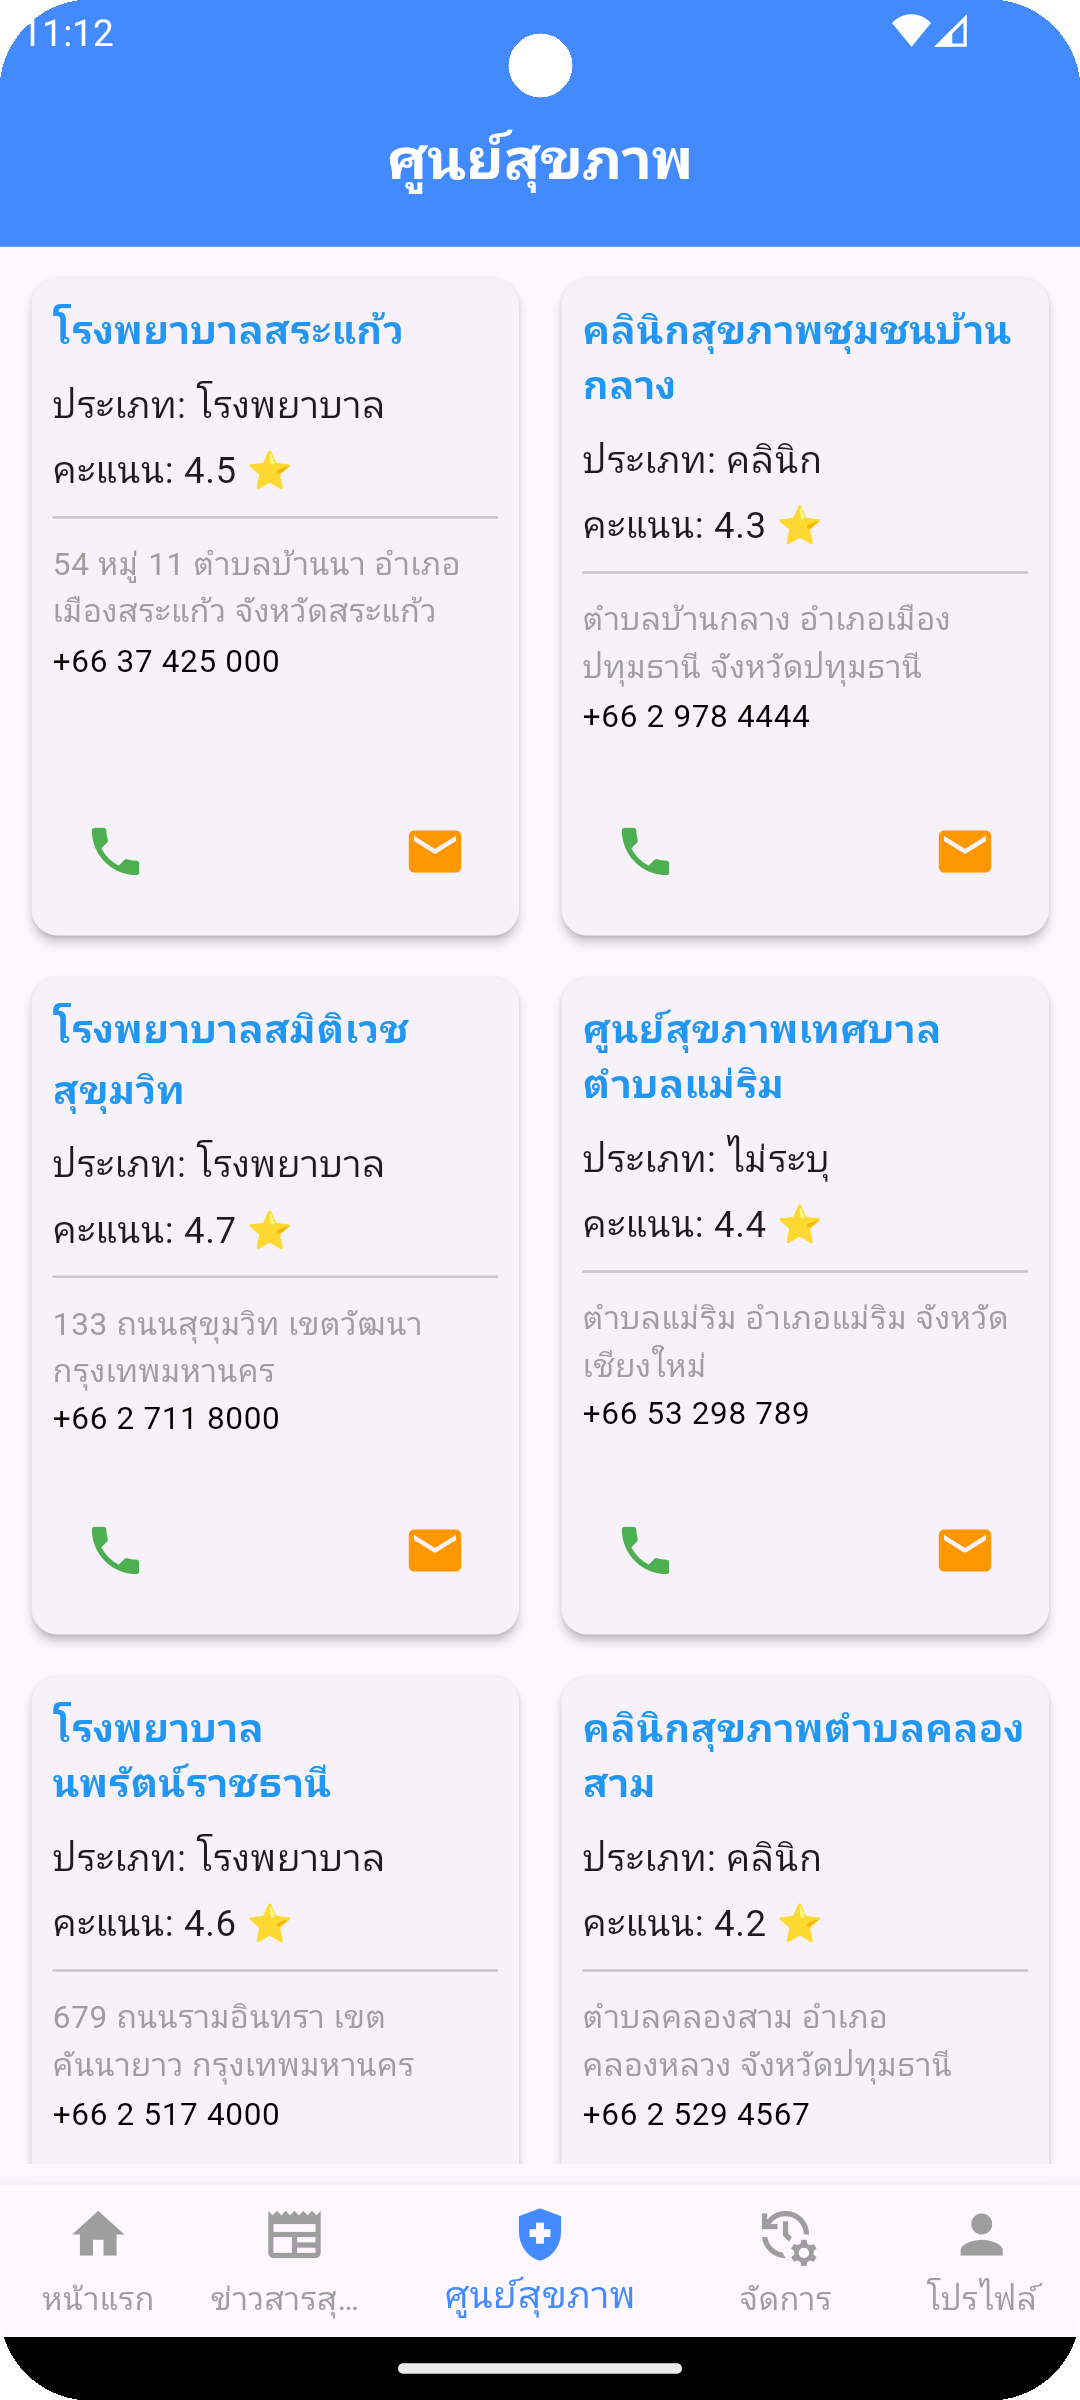 11:12
ศูนย์สุขภาพ
โรงพยาบาลสระแก้ว
ประเภท: โรงพยาบาล
คะแนน: 4.5 ⭐
54 หมู่ 11 ตำบลบ้านนา อำเภอ
เมืองสระแก้ว จังหวัดสระแก้ว
+66 37 425 000
คลินิกสุขภาพชุมชนบ้าน
กลาง
ประเภท: คลินิก
คะแนน: 4.3 ⭐
ตำบลบ้านกลาง อำเภอเมือง
ปทุมธานี จังหวัดปทุมธานี
+66 2 978 4444
โรงพยาบาลสมิติเวช
สุขุมวิท
ประเภท: โรงพยาบาล
คะแนน: 4.7 ⭐
133 ถนนสุขุมวิท เขตวัฒนา
กรุงเทพมหานคร
+66 2 711 8000
ศูนย์สุขภาพเทศบาล
ตำบลแม่ริม
ประเภท: ไม่ระบุ
คะแนน: 4.4 ⭐
ตำบลแม่ริม อำเภอแม่ริม จังหวัด
เชียงใหม่
+66 53 298 789
โรงพยาบาล
นพรัตน์ราชธานี
ประเภท: โรงพยาบาล
คะแนน: 4.6 ⭐
679 ถนนรามอินทรา เขต
คันนายาว กรุงเทพมหานคร
+66 2 517 4000
คลินิกสุขภาพตำบลคลอง
สาม
ประเภท: คลินิก
คะแนน: 4.2 ⭐
ตำบลคลองสาม อำเภอ
คลองหลวง จังหวัดปทุมธานี
+66 2 529 4567
หน้าแรก
ข่าวสารสุ...
ศูนย์สุขภาพ
จัดการ
โปรไฟล์